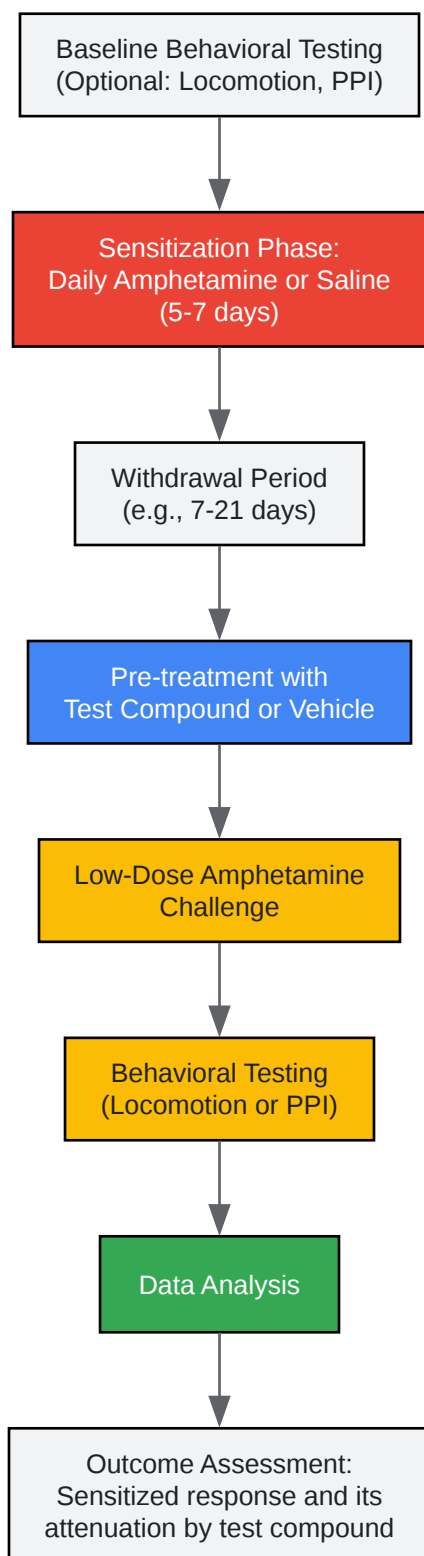 Baseline Behavioral Testing
(Optional: Locomotion, PPI)
Sensitization Phase:
Daily Amphetamine or Saline
(5-7 days)
Withdrawal Period
(e.g., 7-21 days)
Pre-treatment with
Test Compound or Vehicle
Low-Dose Amphetamine
Challenge
Behavioral Testing
(Locomotion or PPI)
Data Analysis
Outcome Assessment:
Sensitized response and its
attenuation by test compound